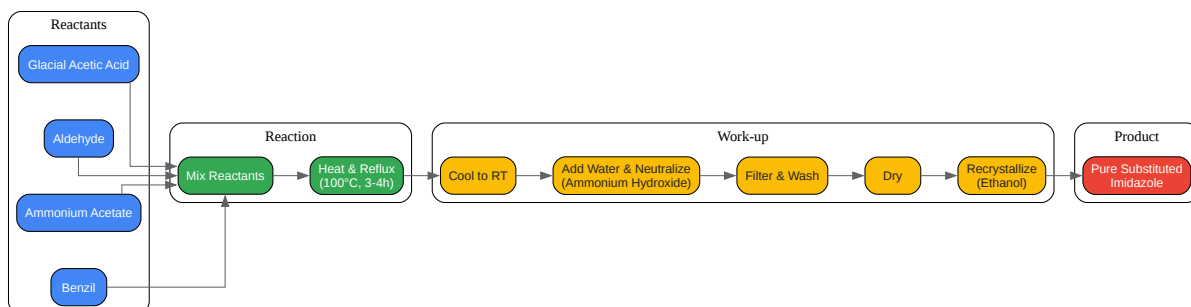 Reactants
Glacial Acetic Acid
Aldehyde
Ammonium Acetate
Benzil
Reaction
Mix Reactants
Heat & Reflux
(100°C, 3-4h)
Work-up
Cool to RT
Add Water & Neutralize
(Ammonium Hydroxide)
Filter & Wash
Dry
Recrystallize
(Ethanol)
Product
Pure Substituted
Imidazole